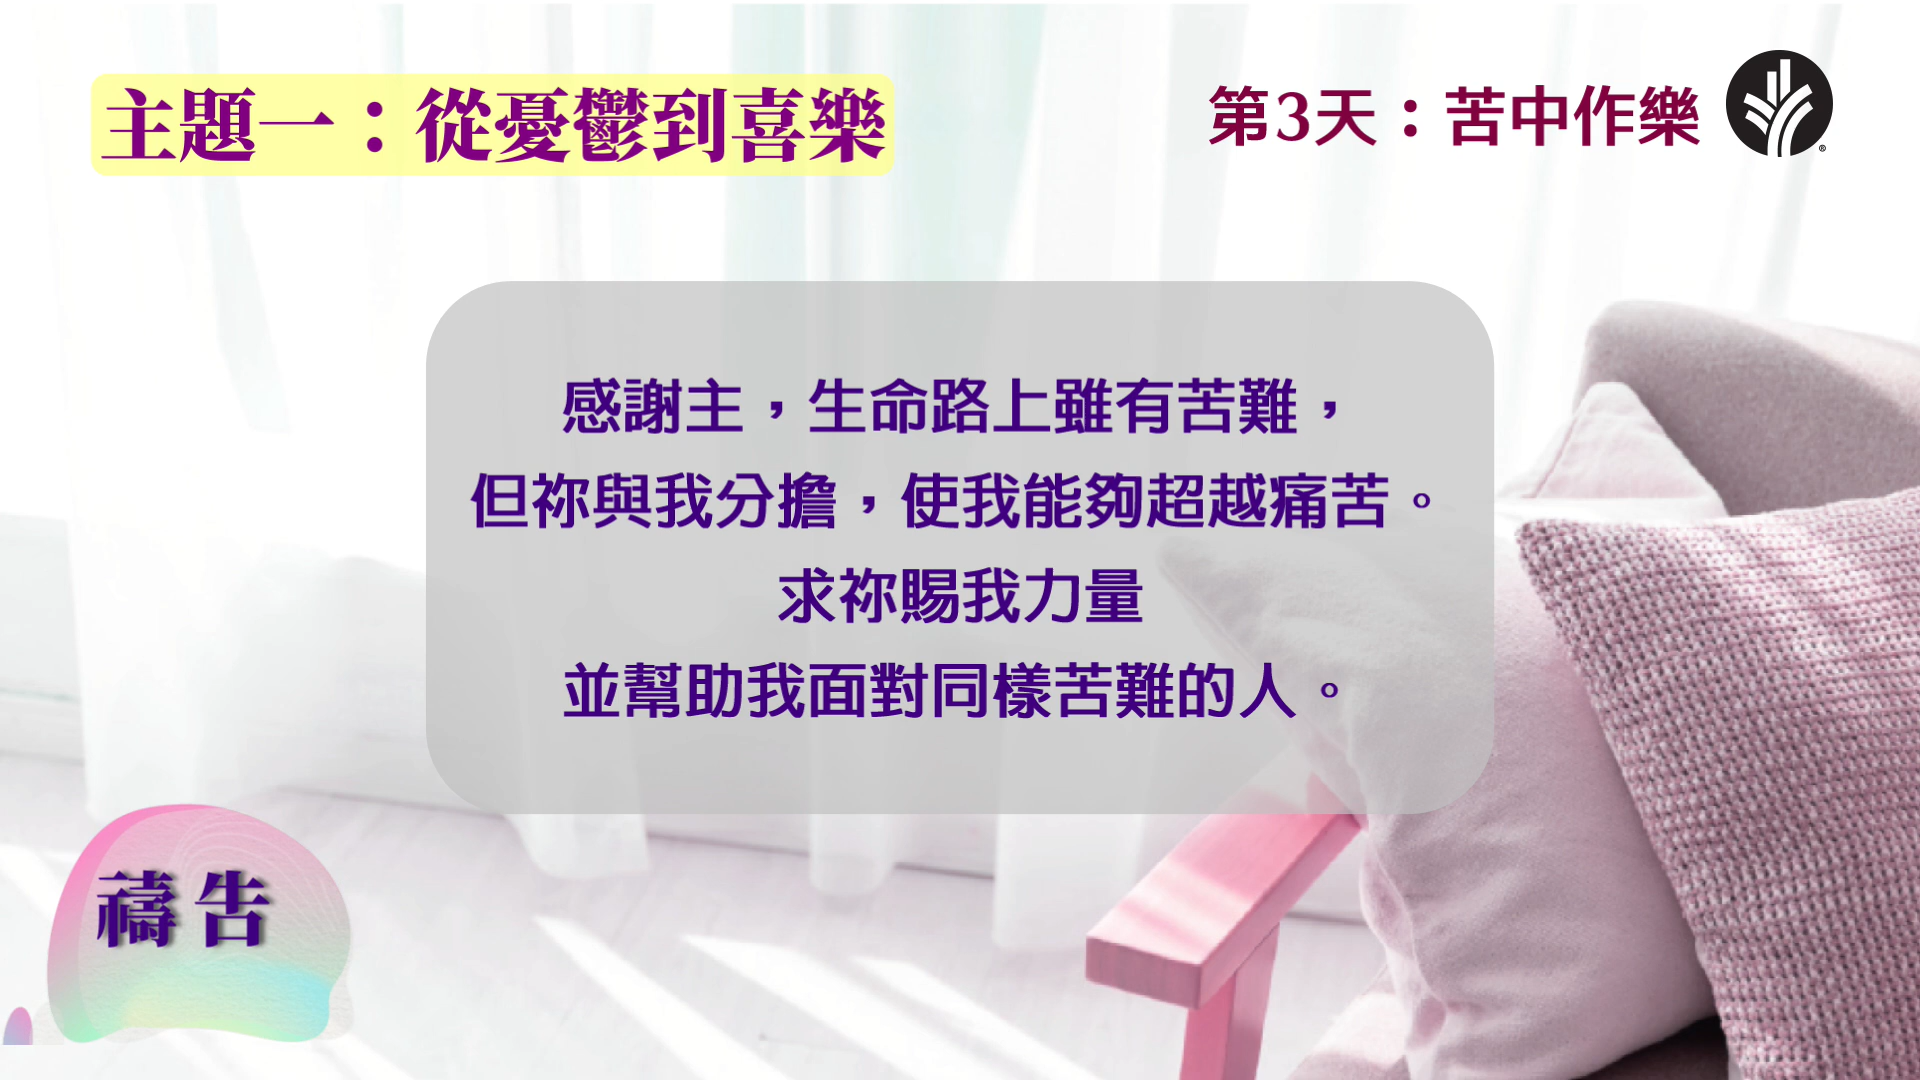 主題一：從憂鬱到喜樂
第3天：苦中作樂
感謝主，生命路上雖有苦難，
但祢與我分擔，使我能夠超越痛苦。
求祢賜我力量
並幫助我面對同樣苦難的人。
禱告
®